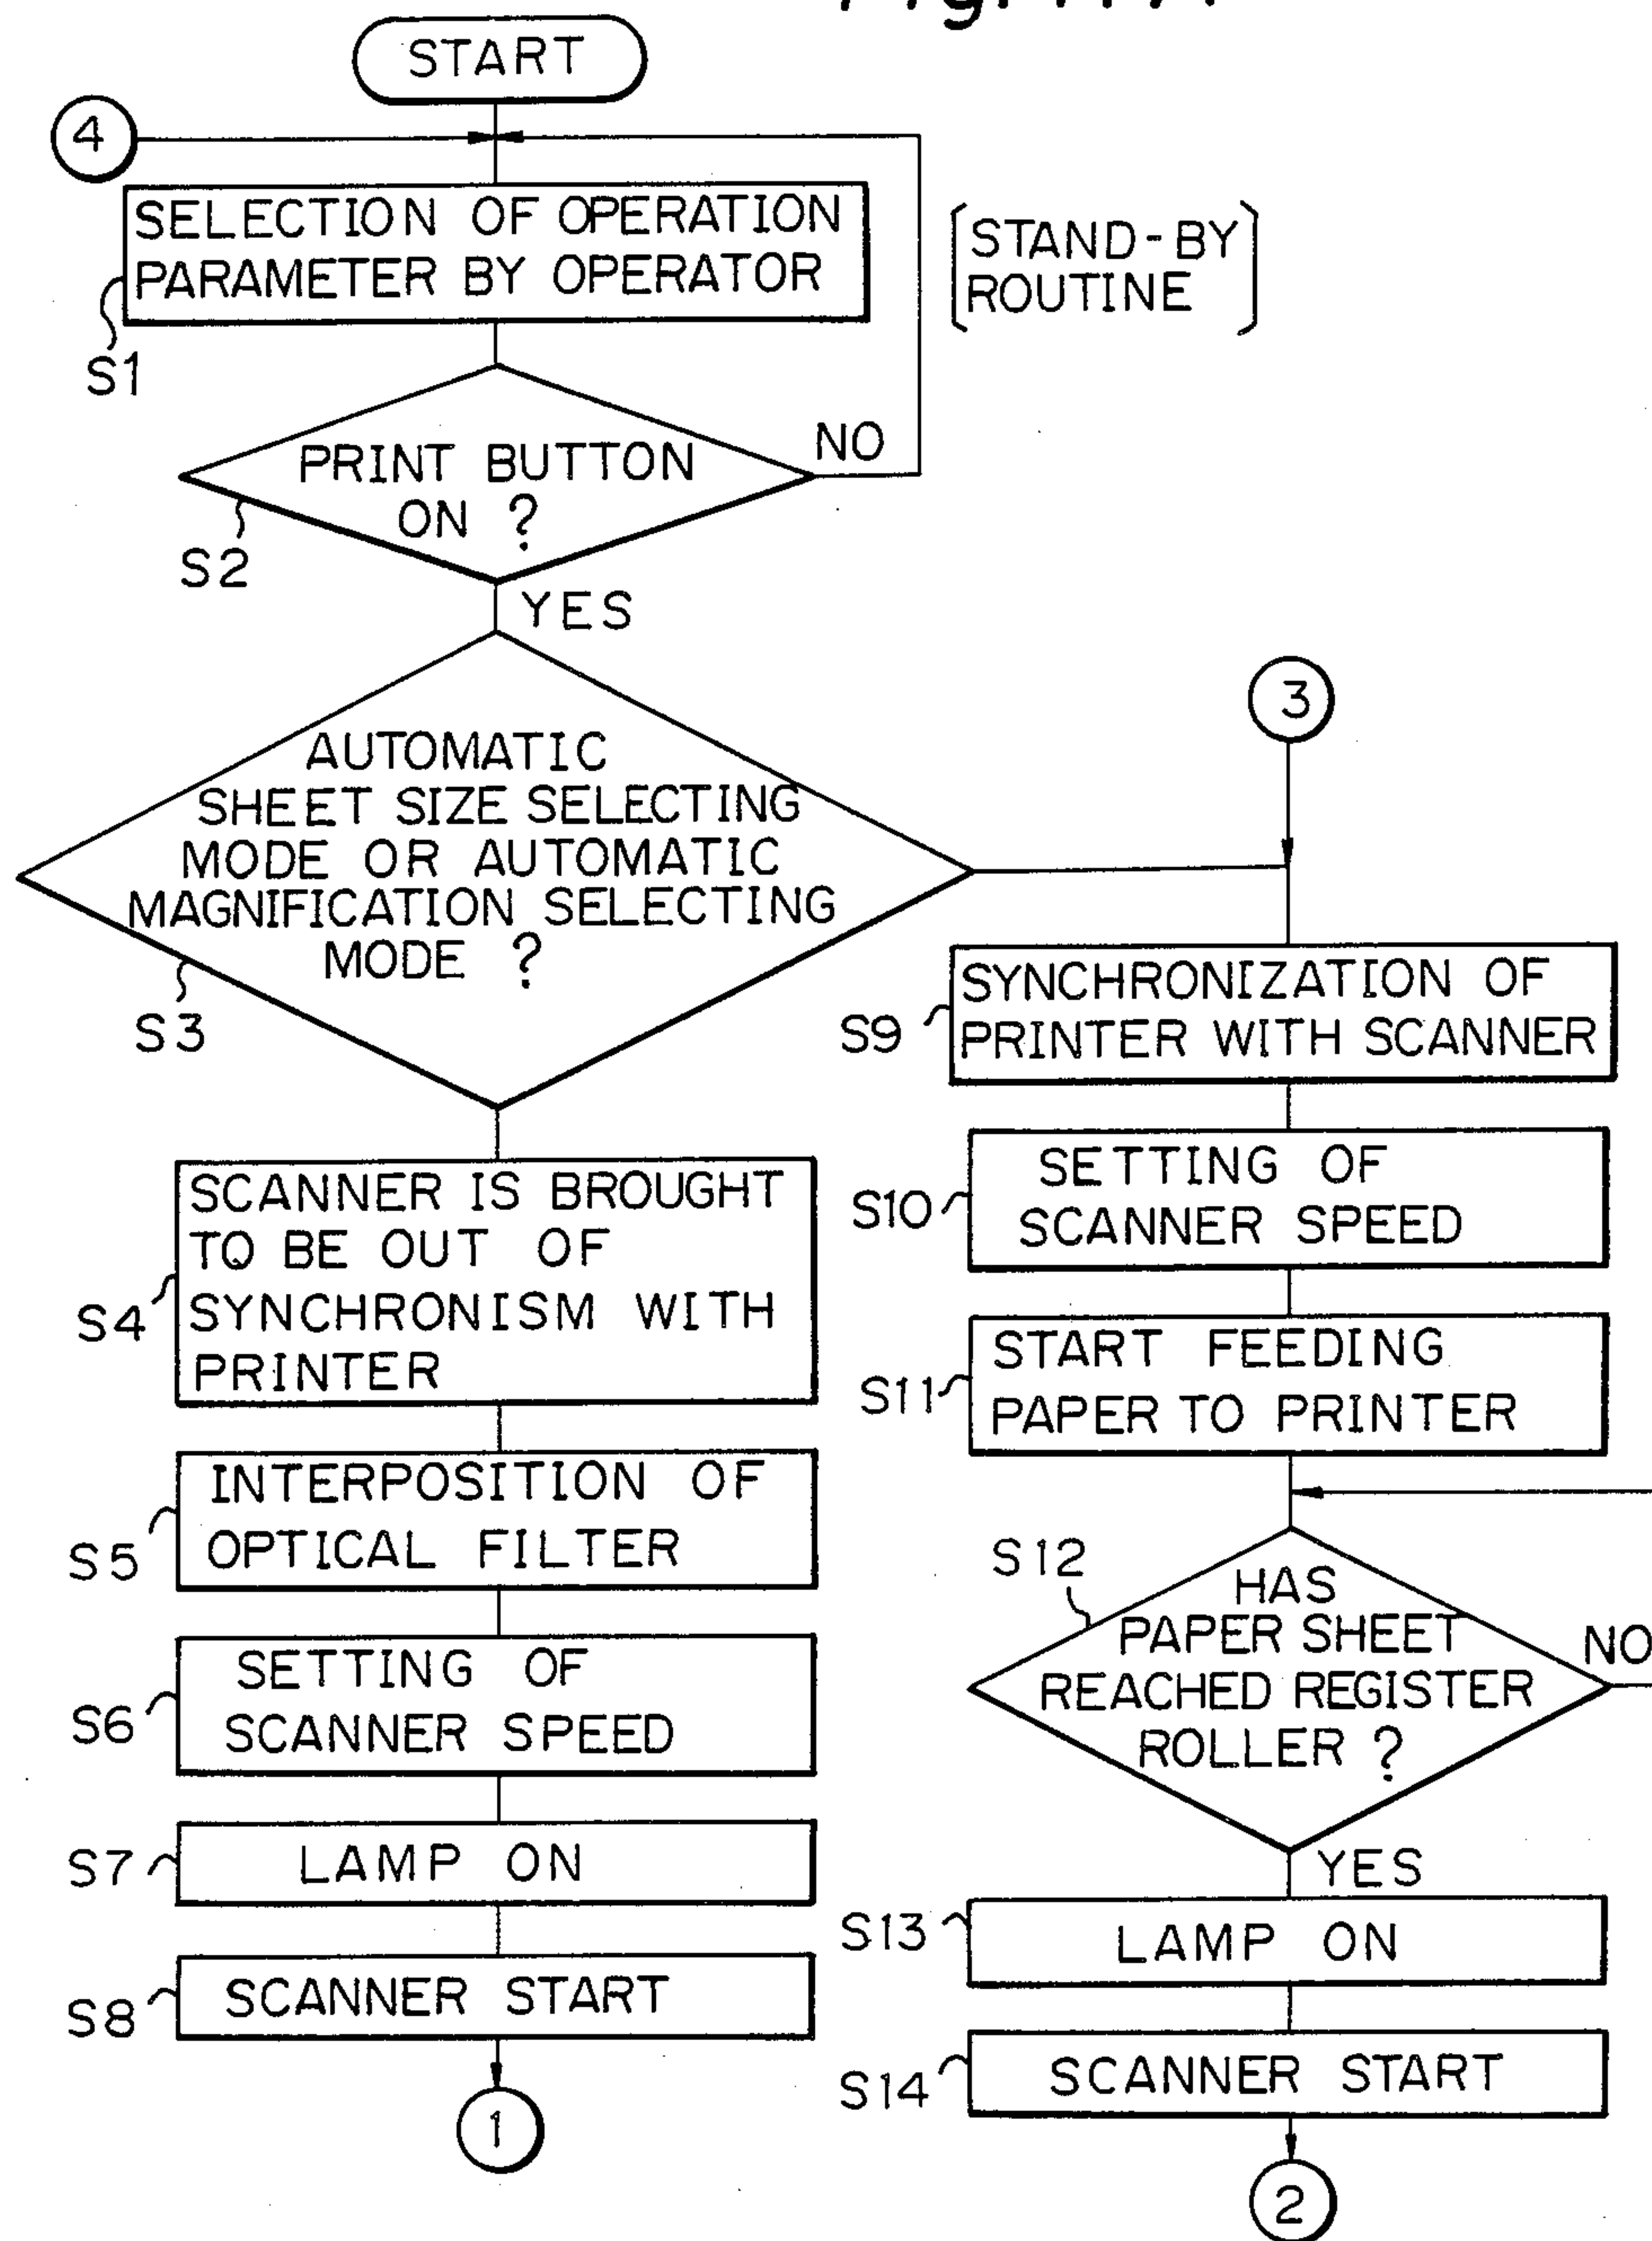 START
4
SELECTION OF OPERATION
PARAMETER BY OPERATOR
S1
[STAND-BY
ROUTINE]
PRINT BUTTON
ON ?
NO
S2
YES
AUTOMATIC
SHEET SIZE SELECTING
MODE OR AUTOMATIC
MAGNIFICATION SELECTING
MODE ?
S3
SCANNER IS BROUGHT
TO BE OUT OF
SYNCHRONISM WITH
PRINTER
S4
INTERPOSITION OF
OPTICAL FILTER
S5
SETTING OF
SCANNER SPEED
S6
S7
LAMP ON
S8
SCANNER START
1
3
SYNCHRONIZATION OF
PRINTER WITH SCANNER
S9
SETTING OF
SCANNER SPEED
S10
START FEEDING
PAPER TO PRINTER
S11
S12
HAS
PAPER SHEET
REACHED REGISTER
ROLLER ?
NO
YES
S13
LAMP ON
S14
SCANNER START
2